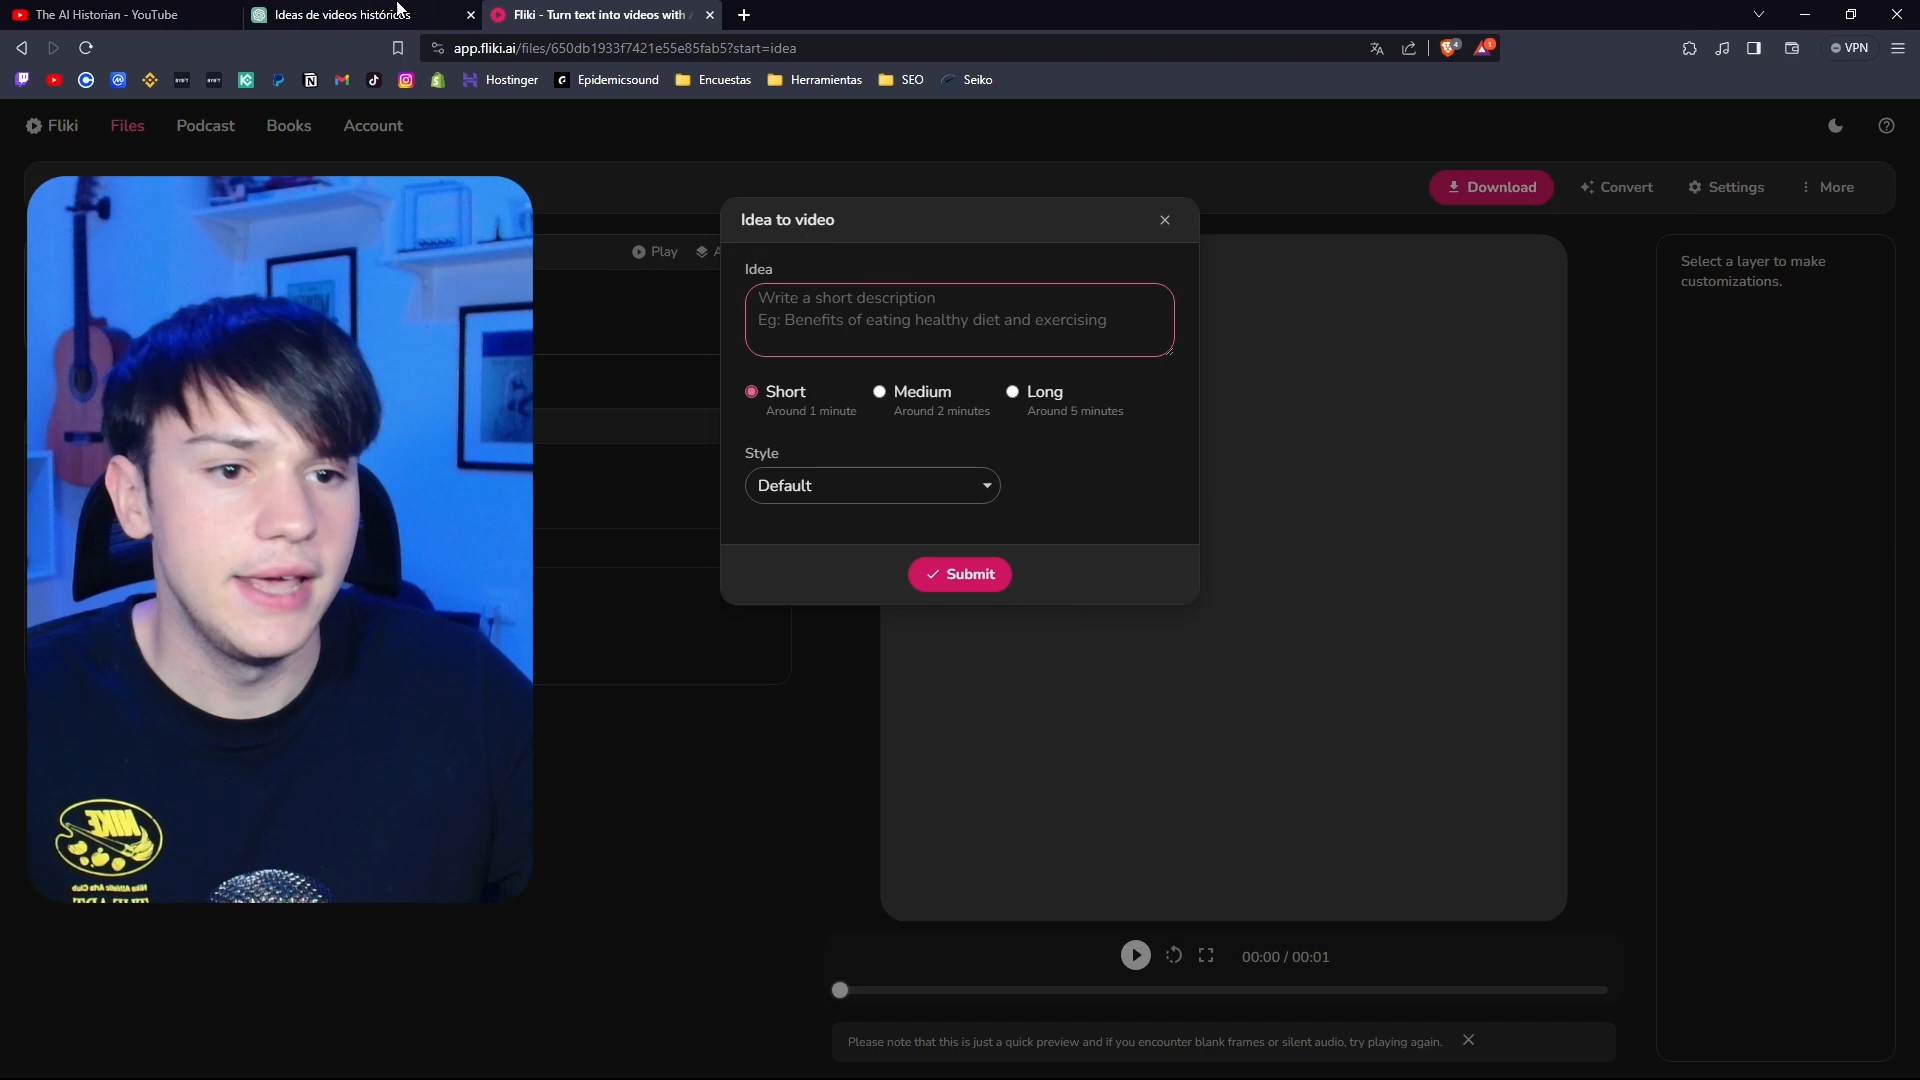 The AI Historian - YouTube
Ideas de videos históricos
Fliki - Turn text into videos with
app.fliki.ai/files/650db1933f7421e55e85fab5?start=idea
VPN
Hostinger
Epidemicsound
Encuestas
Herramientas
SEO
Seiko
Fliki
Files
Podcast
Books
Account
Download
Convert
Settings
More
Play
Idea to video
Idea
Write a short description
Eg: Benefits of eating healthy diet and exercising
Short
Around 1 minute
Medium
Around 2 minutes
Long
Around 5 minutes
Style
Default
Submit
Select a layer to make
customizations.
NIKE
Nike Athletic Arts Club
00:00 / 00:01
Please note that this is just a quick preview and if you encounter blank frames or silent audio, try playing again.